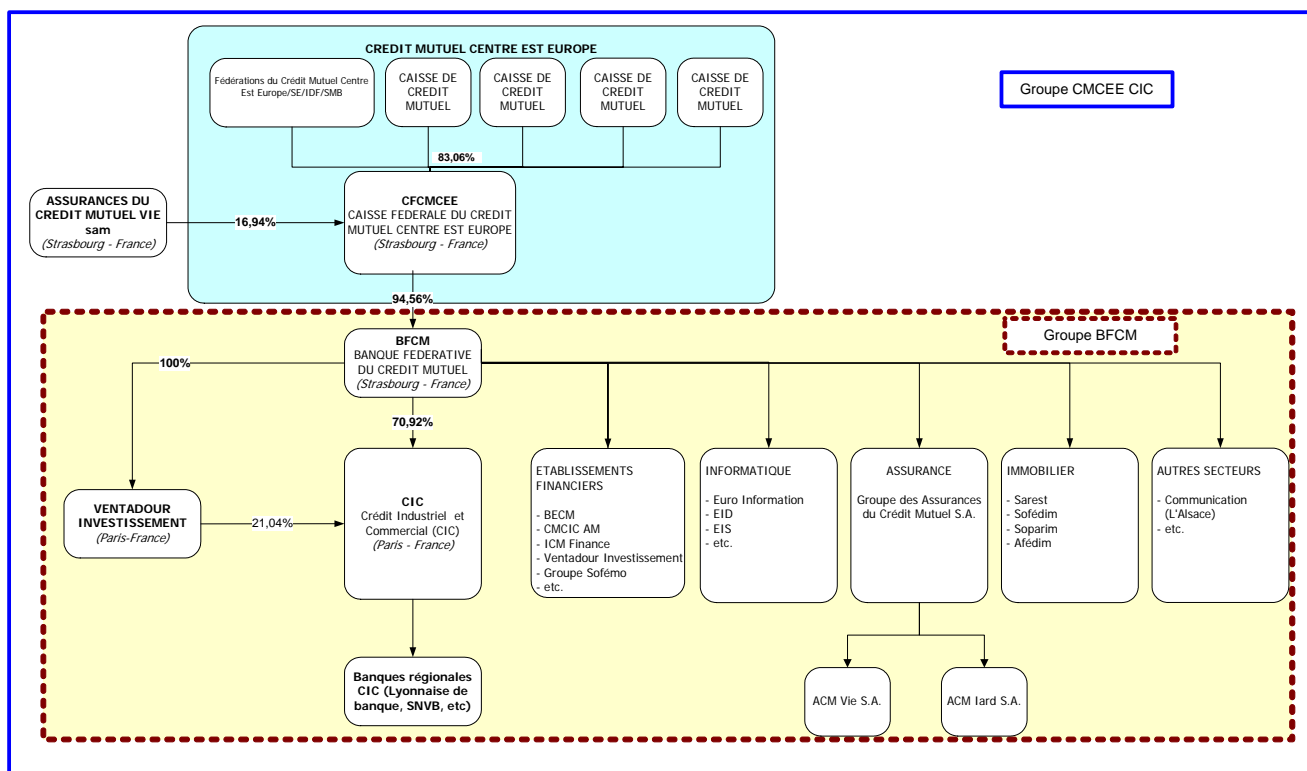 CREDIT MUTUEL CENTRE EST EUROPE
Groupe CMCEE CIC
Fédérations du Crédit Mutuel Centre
Est Europe/SE/IDF/SMB
CAISSE DE
CREDIT
MUTUEL
CAISSE DE
CREDIT
MUTUEL
CAISSE DE
CREDIT
MUTUEL
CAISSE DE
CREDIT
MUTUEL
83,06%
ASSURANCES DU
CREDIT MUTUEL VIE
sam
(Strasbourg - France)
16,94%
CFCMCEE
CAISSE FEDERALE DU CREDIT
MUTUEL CENTRE EST EUROPE
(Strasbourg - France)
94,56%
Groupe BFCM
BFCM
BANQUE FEDERATIVE
DU CREDIT MUTUEL
(Strasbourg - France)
100%
70,92%
VENTADOUR
INVESTISSEMENT
(Paris-France)
21,04%
CIC
Crédit Industriel et
Commercial (CIC)
(Paris - France)
ETABLISSEMENTS
FINANCIERS
- BECM
- CMCIC AM
- ICM Finance
- Ventadour Investissement
- Groupe Sofémo
- etc.
INFORMATIQUE
- Euro Information
- EID
- EIS
- etc.
ASSURANCE
Groupe des Assurances
du Crédit Mutuel S.A.
IMMOBILIER
- Sarest
- Sofédim
- Soparim
- Afédim
AUTRES SECTEURS
- Communication
(L'Alsace)
- etc.
Banques régionales
CIC (Lyonnaise de
banque, SNVB, etc)
ACM Vie S.A.
ACM Iard S.A.